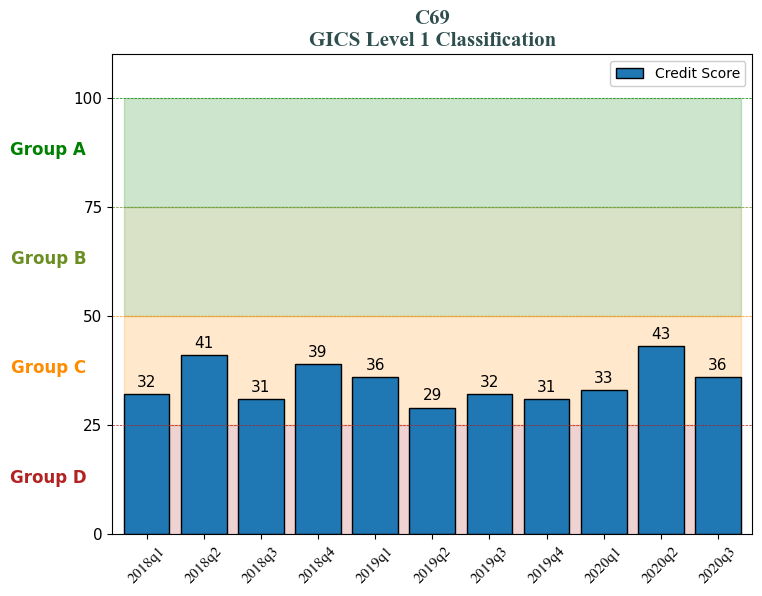 C69
GICS Level 1 Classification
Credit Score
100
Group A
75
Group B
50
Group C
25
Group D
0
32
41
31
39
36
29
32
31
33
43
36
2018q1
2018q2
2018q3
2018q4
2019q1
2019q2
2019q3
2019q4
2020q1
2020q2
2020q3